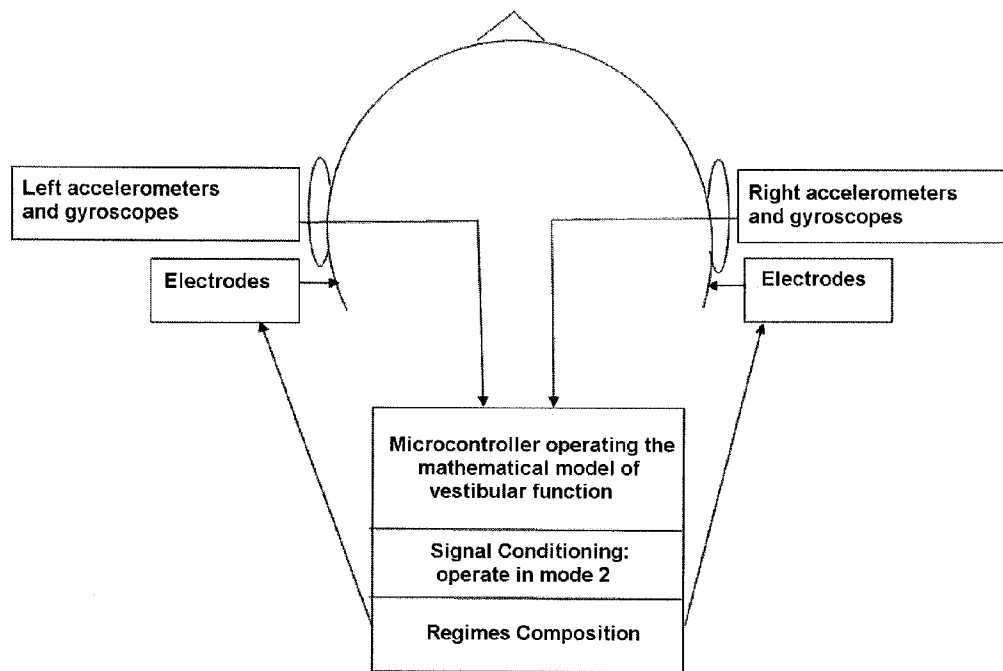 Left accelerometers
and gyroscopes
Right accelerometers
and gyroscopes
Electrodes
Electrodes
Microcontroller operating the
mathematical model of
vestibular function
Signal Conditioning:
operate in mode 2
Regimes Composition